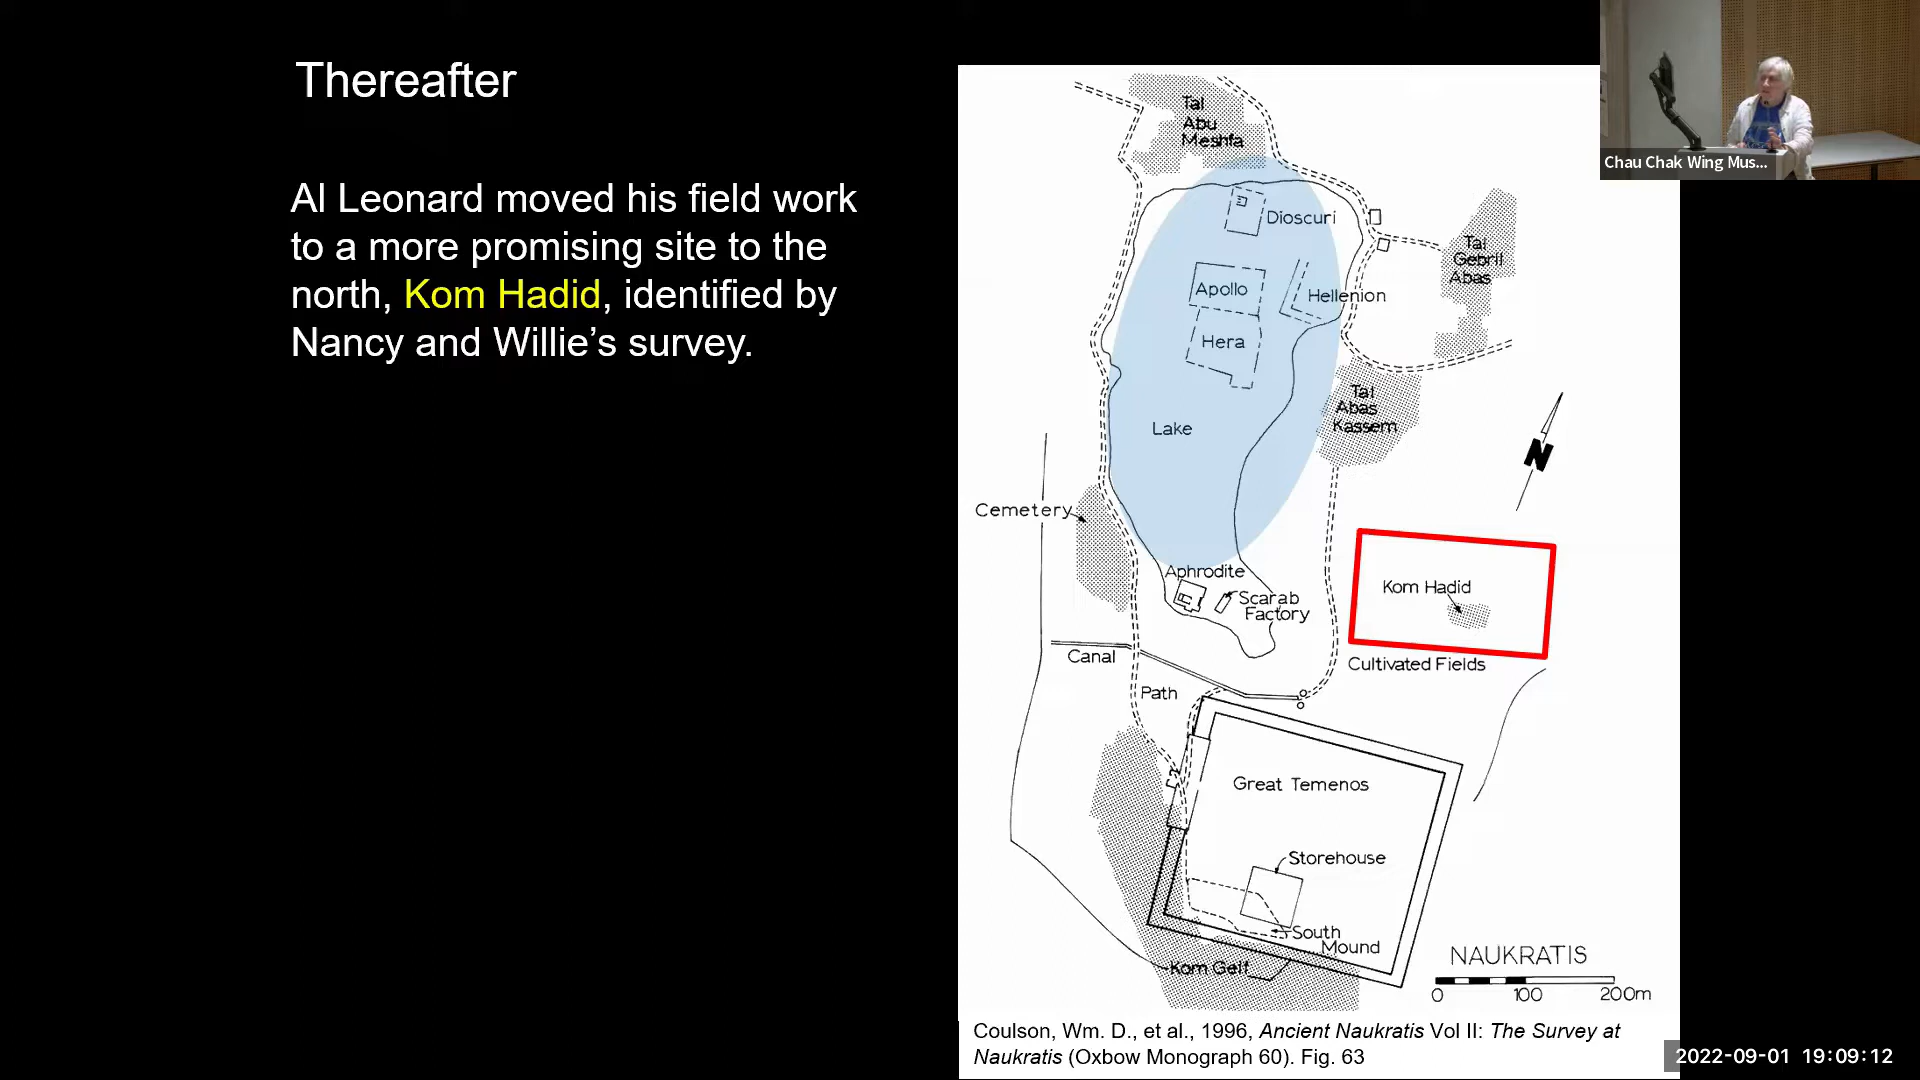 Thereafter
Al Leonard moved his field work
to a more promising site to the
north, Kom Hadid, identified by
Nancy and Willie’s survey.
Chau Chak Wing Mus...
Tal
Abu
Meshfa
Dioscuri
Tal
Gebril
Abas
Apollo
Hellenion
Hera
Tal
Abas
Kassem
Lake
N
Cemetery
Aphrodite
Scarab
Factory
Kom Hadid
Canal
Cultivated Fields
Path
Great Temenos
Storehouse
South
Mound
Kom Geif
NAUKRATIS
0 100 200m
Coulson, Wm. D., et al., 1996, Ancient Naukratis Vol II: The Survey at
Naukratis (Oxbow Monograph 60). Fig. 63
2022-09-01 19:09:12